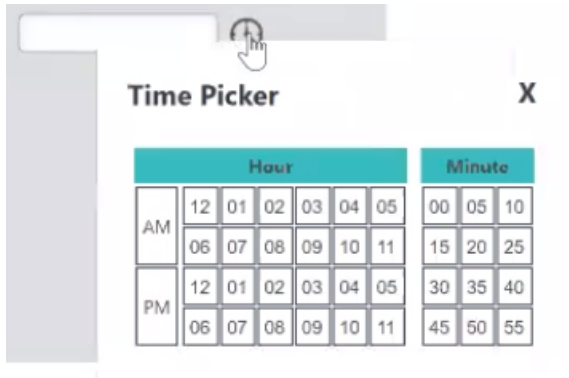 Time Picker X
Hour Minute
AM 12 01 02 03 04 05 00 05 10
06 07 08 09 10 11 15 20 25
PM 12 01 02 03 04 05 30 35 40
06 07 08 09 10 11 45 50 55